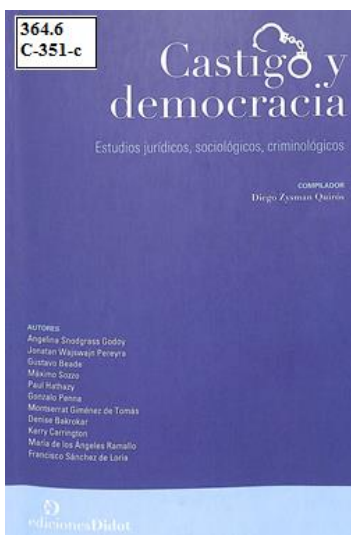 364.6
C-351-c
Castigo y
democracia
Estudios jurídicos, sociológicos, criminológicos
COMPILADOR
Diego Zysman Quirós
AUTORES
Angelina Snodgrass Godoy
Jonatan Wajswajn Pereyra
Gustavo Beade
Máximo Sozzo
Paul Hathazy
Gonzalo Penna
Montserrat Giménez de Tomás
Denise Bakrokar
Kerry Carrington
María de los Ángeles Ramallo
Francisco Sánchez de Loria
edicionesDidot